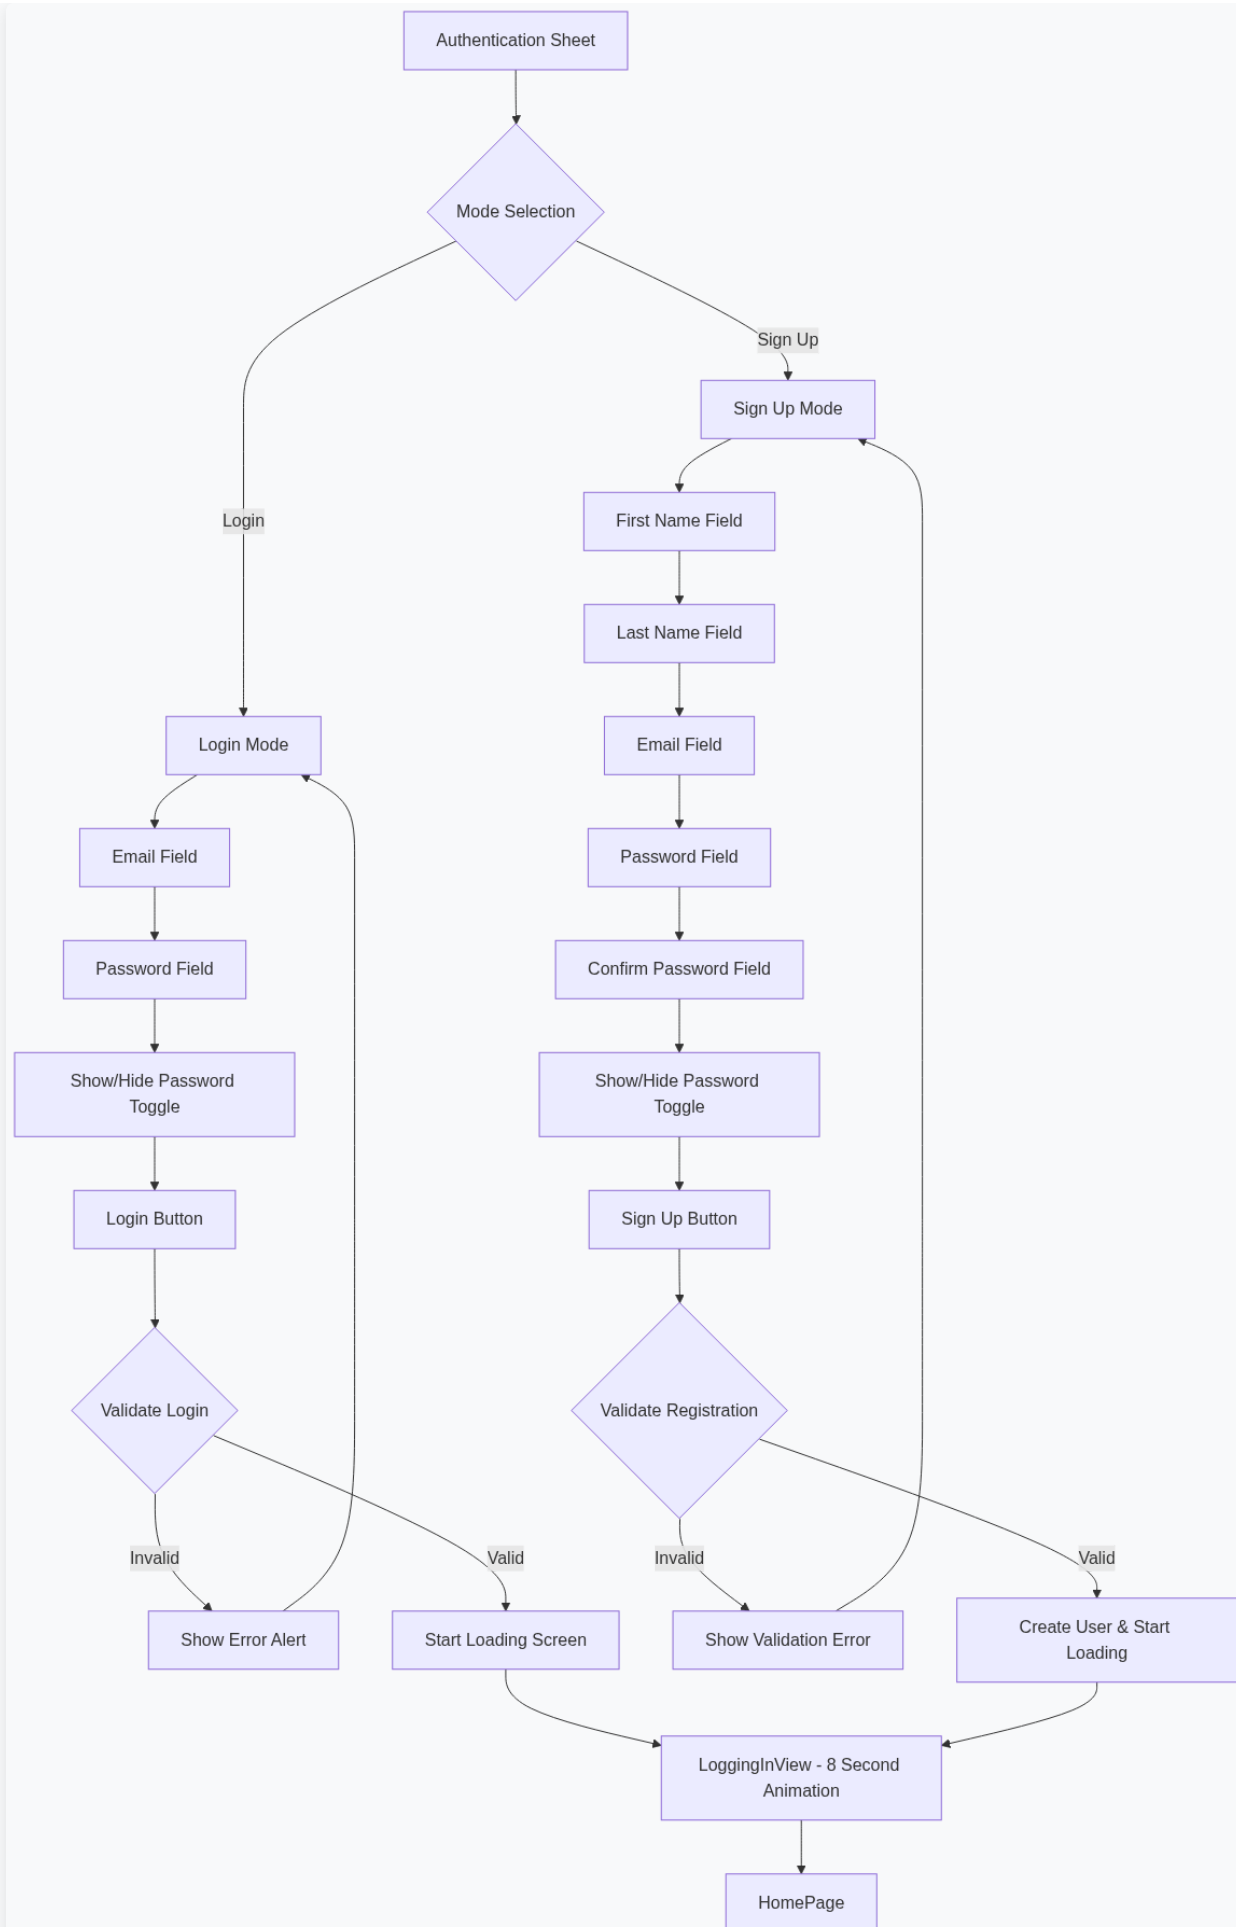 Authentication Sheet
Mode Selection
Sign Up
Sign Up Mode
First Name Field
Login
Last Name Field
Login Mode
Email Field
Email Field
Password Field
Password Field
Confirm Password Field
Show/Hide Password
Toggle
Show/Hide Password
Toggle
Login Button
Sign Up Button
Validate Login
Validate Registration
Invalid
Valid
Invalid
Valid
Show Error Alert
Start Loading Screen
Show Validation Error
Create User & Start
Loading
LoggingInView - 8 Second
Animation
HomePage